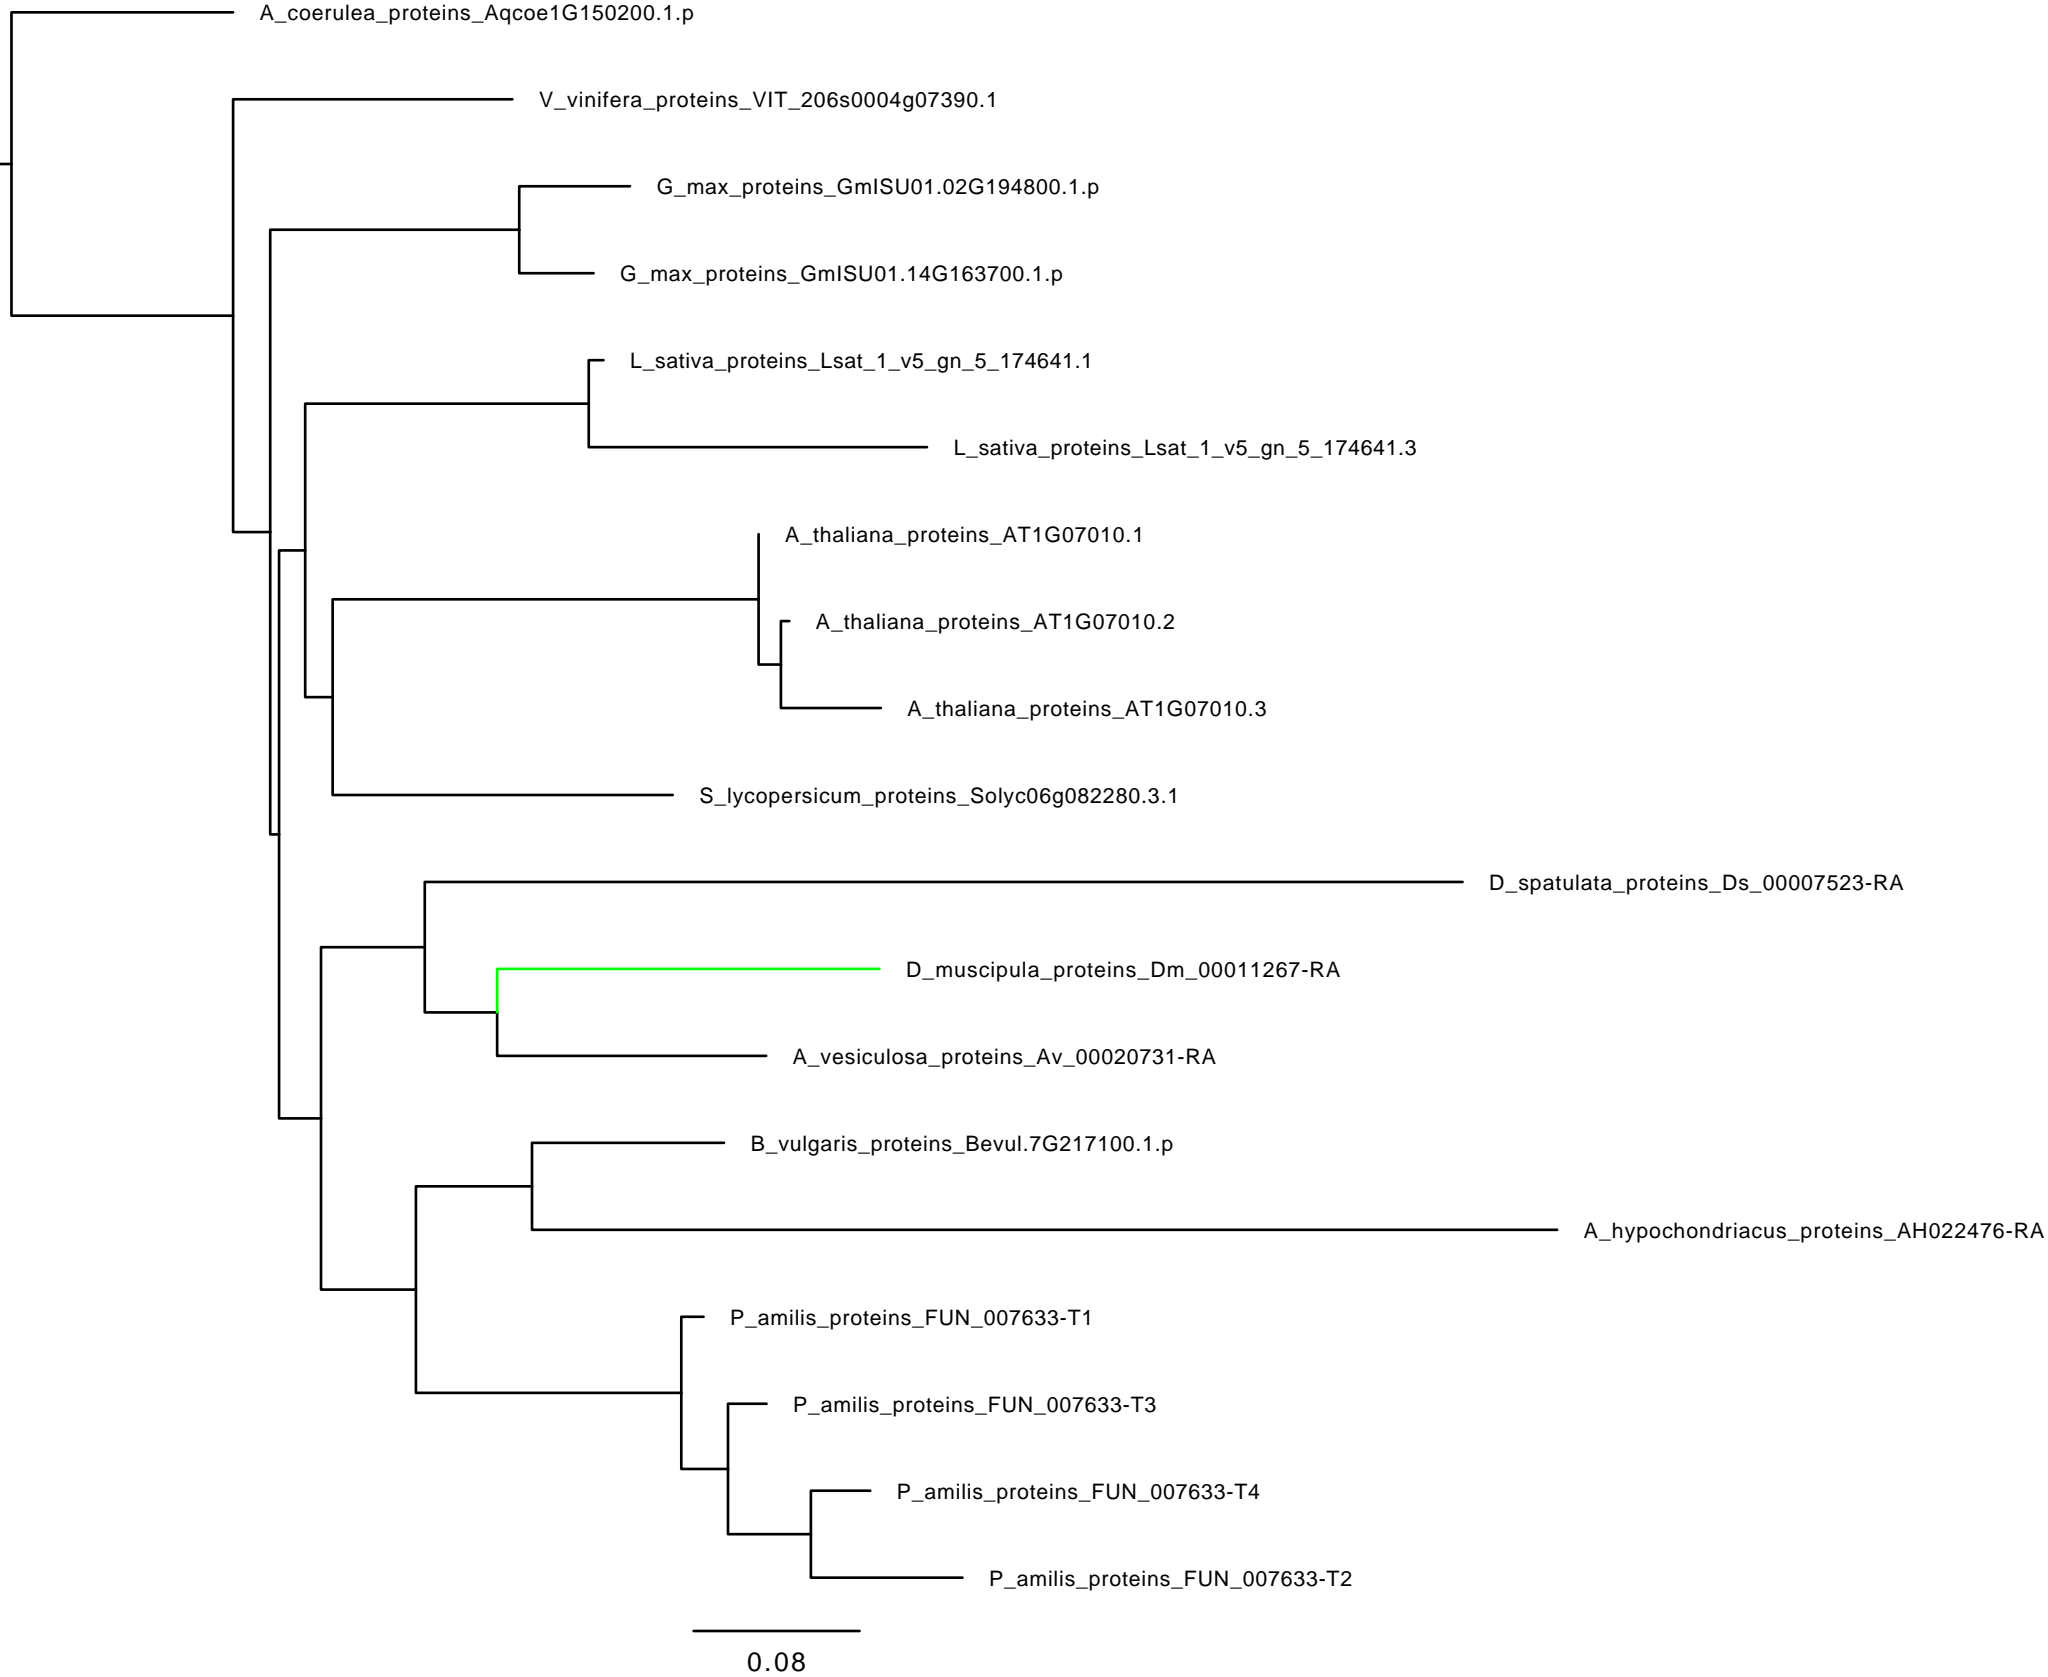 A_coerulea_proteins_Aqcoe1G150200.1.p
V_vinifera_proteins_VIT_206s0004g07390.1
G_max_proteins_GmISU01.02G194800.1.p
G_max_proteins_GmISU01.14G163700.1.p
L_sativa_proteins_Lsat_1_v5_gn_5_174641.1
L_sativa_proteins_Lsat_1_v5_gn_5_174641.3
A_thaliana_proteins_AT1G07010.1
A_thaliana_proteins_AT1G07010.2
A_thaliana_proteins_AT1G07010.3
S_lycopersicum_proteins_Solyc06g082280.3.1
D_spatulata_proteins_Ds_00007523-RA
D_muscipula_proteins_Dm_00011267-RA
A_vesiculosa_proteins_Av_00020731-RA
B_vulgaris_proteins_Bevul.7G217100.1.p
A_hypochondriacus_proteins_AH022476-RA
P_amilis_proteins_FUN_007633-T1
P_amilis_proteins_FUN_007633-T3
P_amilis_proteins_FUN_007633-T4
P_amilis_proteins_FUN_007633-T2
0.08